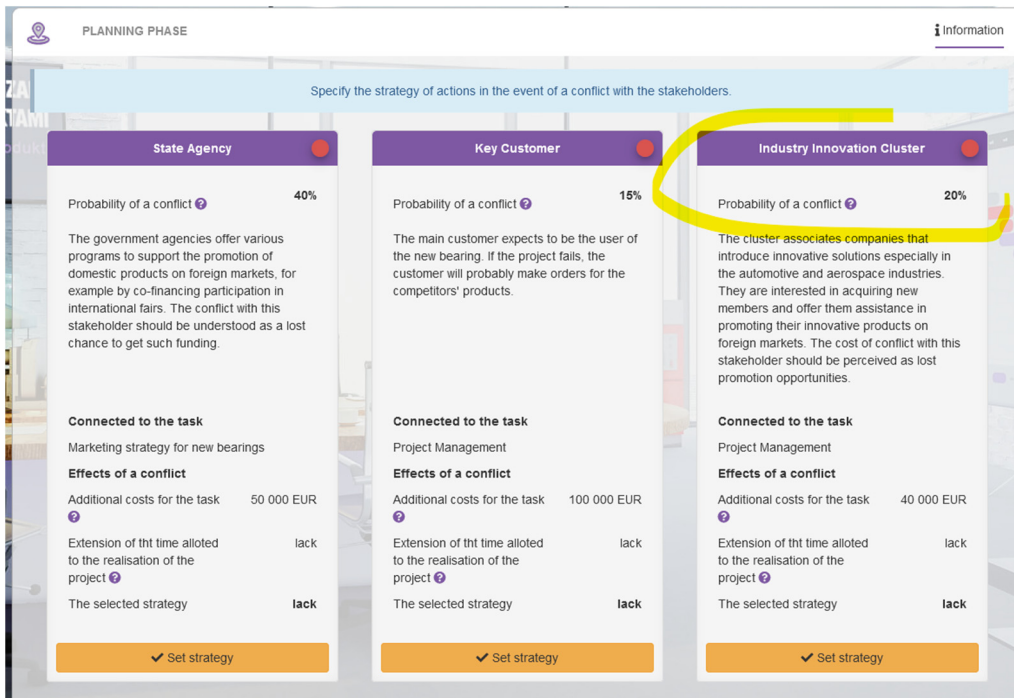 PLANNING PHASE
Information
Specify the strategy of actions in the event of a conflict with the stakeholders.
State Agency
Probability of a conflict
40%
The government agencies offer various
programs to support the promotion of
domestic products on foreign markets, for
example by co-financing participation in
international fairs. The conflict with this
stakeholder should be understood as a lost
chance to get such funding.
Connected to the task
Marketing strategy for new bearings
Effects of a conflict
Additional costs for the task 50 000 EUR
Extension of tht time alloted lack
to the realisation of the
project
The selected strategy lack
Set strategy
Key Customer
Probability of a conflict
15%
The main customer expects to be the user of
the new bearing. If the project fails, the
customer will probably make orders for the
competitors' products.
Connected to the task
Project Management
Effects of a conflict
Additional costs for the task 100 000 EUR
Extension of tht time alloted lack
to the realisation of the
project
The selected strategy lack
Set strategy
Industry Innovation Cluster
Probability of a conflict
20%
The cluster associates companies that
introduce innovative solutions especially in
the automotive and aerospace industries.
They are interested in acquiring new
members and offer them assistance in
promoting their innovative products on
foreign markets. The cost of conflict with this
stakeholder should be perceived as lost
promotion opportunities.
Connected to the task
Project Management
Effects of a conflict
Additional costs for the task 40 000 EUR
Extension of tht time alloted lack
to the realisation of the
project
The selected strategy lack
Set strategy